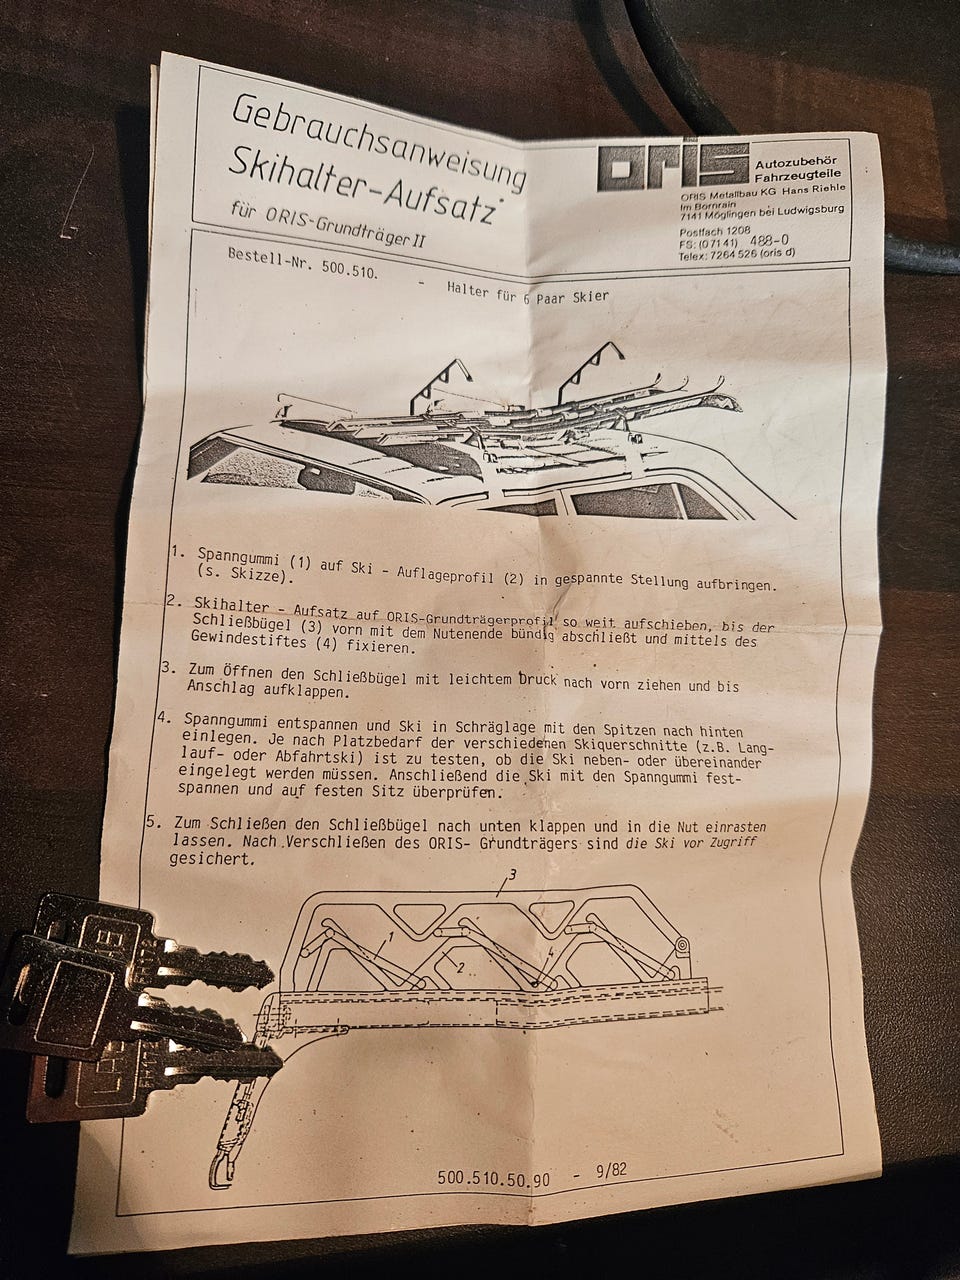 Gebrauchsanweisung
Skihalter-Aufsatz
für ORIS-Grundträger II
oris
Autozubehör
Fahrzeugteile
ORIS Metallbau KG Hans Riehle
Im Bornrain
7141 Möglingen bei Ludwigsburg
Postfach 1208
FS: (07141) 488-0
Telex: 7264526 (oris d)
Bestell-Nr. 500.510. - Halter für 6 Paar Skier
1. Spanngummi (1) auf Ski - Auflageprofil (2) in gespannte Stellung aufbringen.
(s. Skizze).
2. Skihalter - Aufsatz auf ORIS-Grundträgerprofil so weit aufschieben, bis der
Schließbügel (3) vorn mit dem Nutenende bündig abschließt und mittels des
Gewindestiftes (4) fixieren.
3. Zum Öffnen den Schließbügel mit leichtem Druck nach vorn ziehen und bis
Anschlag aufklappen.
4. Spanngummi entspannen und Ski in Schräglage mit den Spitzen nach hinten
einlegen. Je nach Platzbedarf der verschiedenen Skiquerschnitte (z.B. Lang-
lauf- oder Abfahrtski) ist zu testen, ob die Ski neben- oder übereinander
eingelegt werden müssen. Anschließend die Ski mit den Spanngummi fest-
spannen und auf festen Sitz überprüfen.
5. Zum Schließen den Schließbügel nach unten klappen und in die Nut einrasten
lassen. Nach Verschließen des ORIS- Grundträgers sind die Ski vor Zugriff
gesichert.
3
1
2
4
500.510.50.90 - 9/82